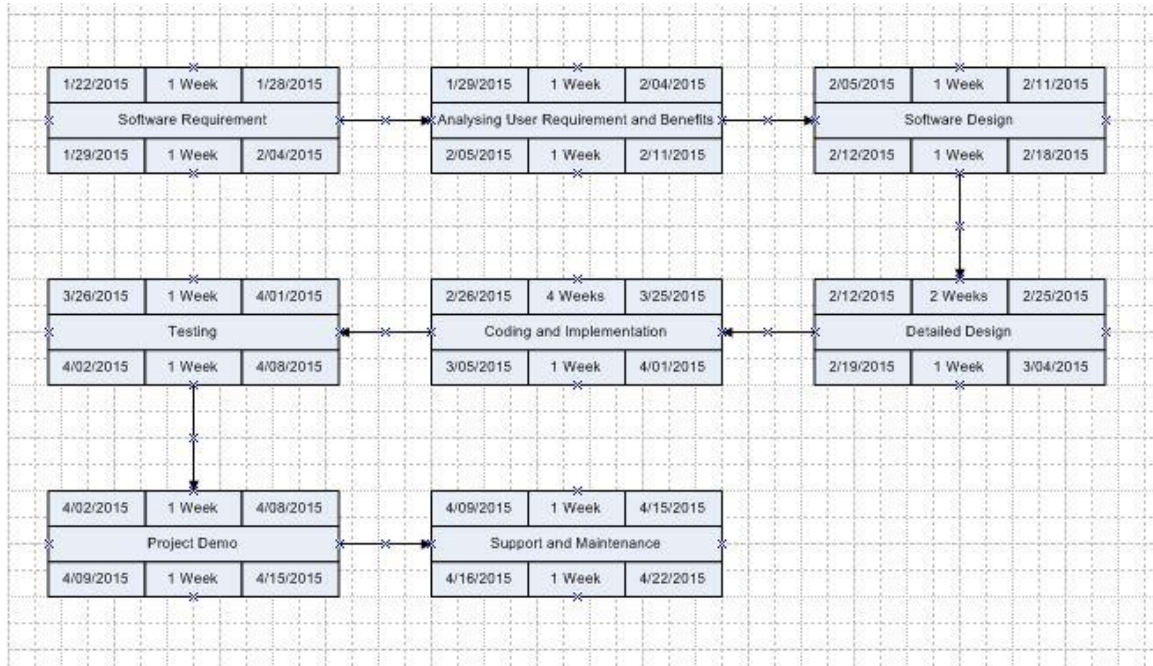 1/22/2015 1 Week 1/28/2015
Software Requirement
1/29/2015 1 Week 2/04/2015
1/29/2015 1 Week 2/04/2015
Analysing User Requirement and Benefits
2/05/2015 1 Week 2/11/2015
2/05/2015 1 Week 2/11/2015
Software Design
2/12/2015 1 Week 2/18/2015
2/12/2015 2 Weeks 2/25/2015
Detailed Design
2/19/2015 1 Week 3/04/2015
2/26/2015 4 Weeks 3/25/2015
Coding and Implementation
3/05/2015 1 Week 4/01/2015
3/26/2015 1 Week 4/01/2015
Testing
4/02/2015 1 Week 4/08/2015
4/02/2015 1 Week 4/08/2015
Project Demo
4/09/2015 1 Week 4/15/2015
4/09/2015 1 Week 4/15/2015
Support and Maintenance
4/16/2015 1 Week 4/22/2015